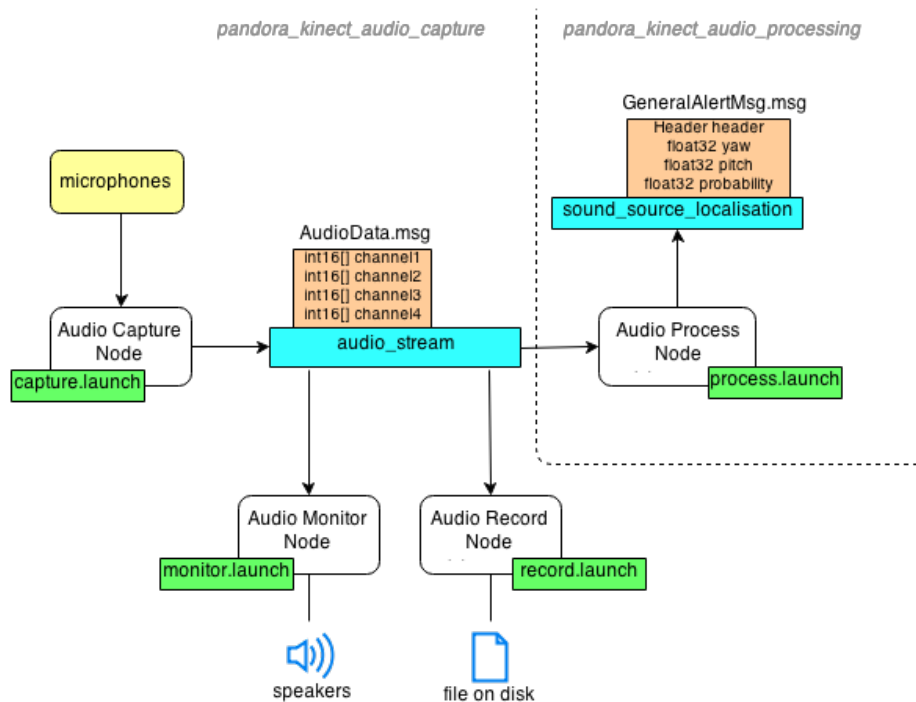 pandora_kinect_audio_capture
pandora_kinect_audio_processing
GeneralAlertMsg.msg
Header header
float32 yaw
float32 pitch
float32 probability
sound_source_localisation
microphones
AudioData.msg
int16[] channel1
int16[] channel2
int16[] channel3
int16[] channel4
audio_stream
Audio Capture
Node
capture.launch
Audio Process
Node
process.launch
Audio Monitor
Node
monitor.launch
Audio Record
Node
record.launch
speakers
file on disk